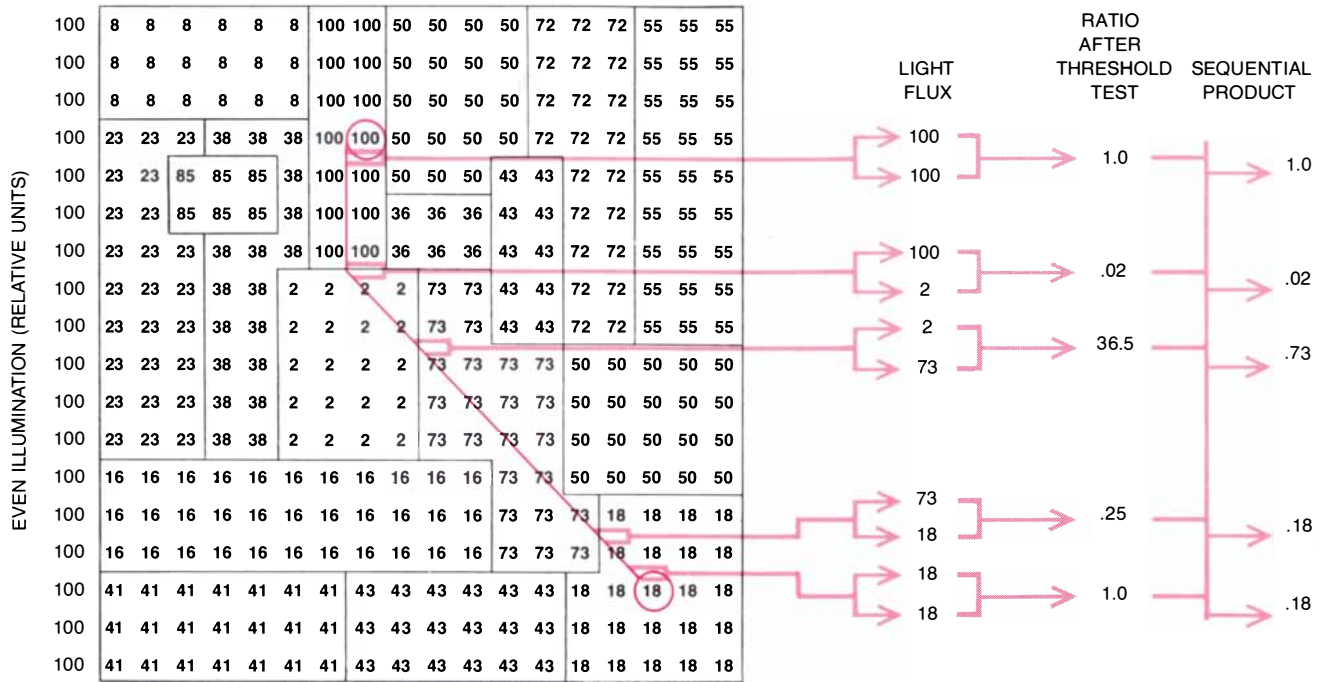 EVEN ILLUMINATION (RELATIVE UNITS)
100 8 8 8 8 8 8 100 100 50 50 50 50 72 72 72 55 55 55
100 8 8 8 8 8 8 100 100 50 50 50 50 72 72 72 55 55 55
100 8 8 8 8 8 8 100 100 50 50 50 50 72 72 72 55 55 55
100 23 23 23 38 38 38 100 100 50 50 50 50 72 72 72 55 55 55
100 23 23 85 85 85 38 100 100 50 50 50 43 43 72 72 55 55 55
100 23 23 85 85 85 38 100 100 36 36 36 43 43 72 72 55 55 55
100 23 23 23 38 38 38 100 100 36 36 36 43 43 72 72 55 55 55
100 23 23 23 38 38 2 2 2 2 73 73 43 43 72 72 55 55 55
100 23 23 23 38 38 2 2 2 2 73 73 43 43 72 72 55 55 55
100 23 23 23 38 38 2 2 2 2 73 73 73 73 50 50 50 50 50
100 23 23 23 38 38 2 2 2 2 73 73 73 73 50 50 50 50 50
100 23 23 23 38 38 2 2 2 2 73 73 73 73 50 50 50 50 50
100 16 16 16 16 16 16 16 16 16 16 16 73 73 50 50 50 50 50
100 16 16 16 16 16 16 16 16 16 16 16 73 73 73 18 18 18 18
100 16 16 16 16 16 16 16 16 16 16 16 73 73 73 18 18 18 18
100 41 41 41 41 41 41 41 43 43 43 43 43 43 18 18 18 18 18
100 41 41 41 41 41 41 41 43 43 43 43 43 43 18 18 18 18 18
100 41 41 41 41 41 41 41 43 43 43 43 43 43 18 18 18 18 18
LIGHT
FLUX
RATIO
AFTER
THRESHOLD
TEST
SEQUENTIAL
PRODUCT
100
100
1.0
1.0
100
2
.02
.02
2
73
36.5
.73
73
18
.25
.18
18
18
1.0
.18